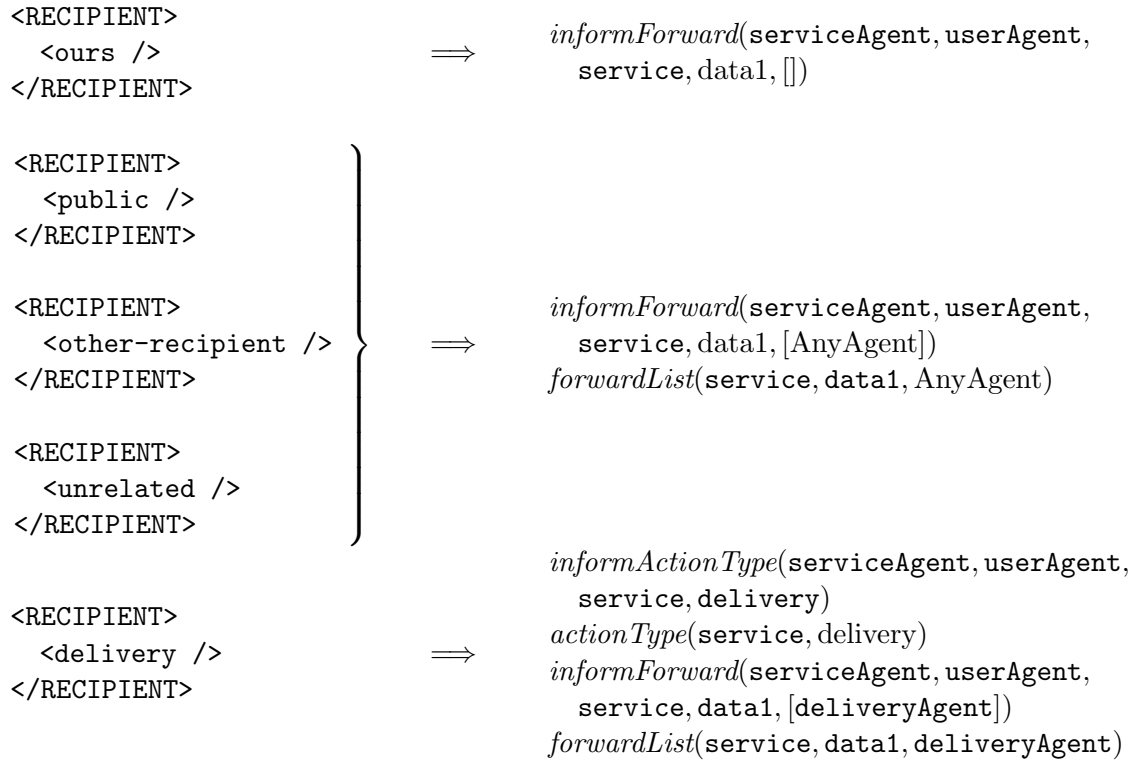 <RECIPIENT>
<ours />
</RECIPIENT>
⟹
informForward(serviceAgent, userAgent,
service, data1, [])
<RECIPIENT>
<public />
</RECIPIENT>
<RECIPIENT>
<other-recipient />
</RECIPIENT>
<RECIPIENT>
<unrelated />
</RECIPIENT>
⟹
informForward(serviceAgent, userAgent,
service, data1, [AnyAgent])
forwardList(service, data1, AnyAgent)
<RECIPIENT>
<delivery />
</RECIPIENT>
⟹
informActionType(serviceAgent, userAgent,
service, delivery)
actionType(service, delivery)
informForward(serviceAgent, userAgent,
service, data1, [deliveryAgent])
forwardList(service, data1, deliveryAgent)